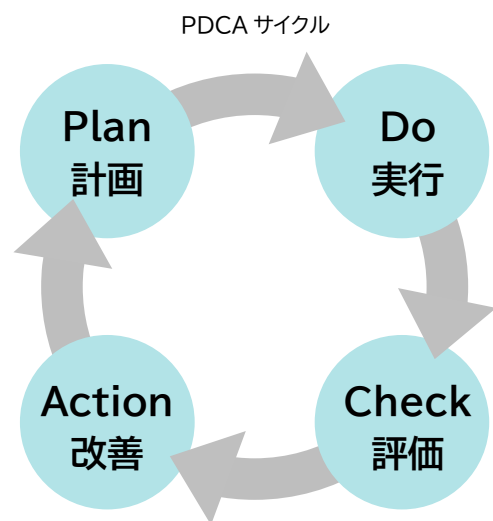 PDCA サイクル
Plan
計画
Do
実行
Action
改善
Check
評価